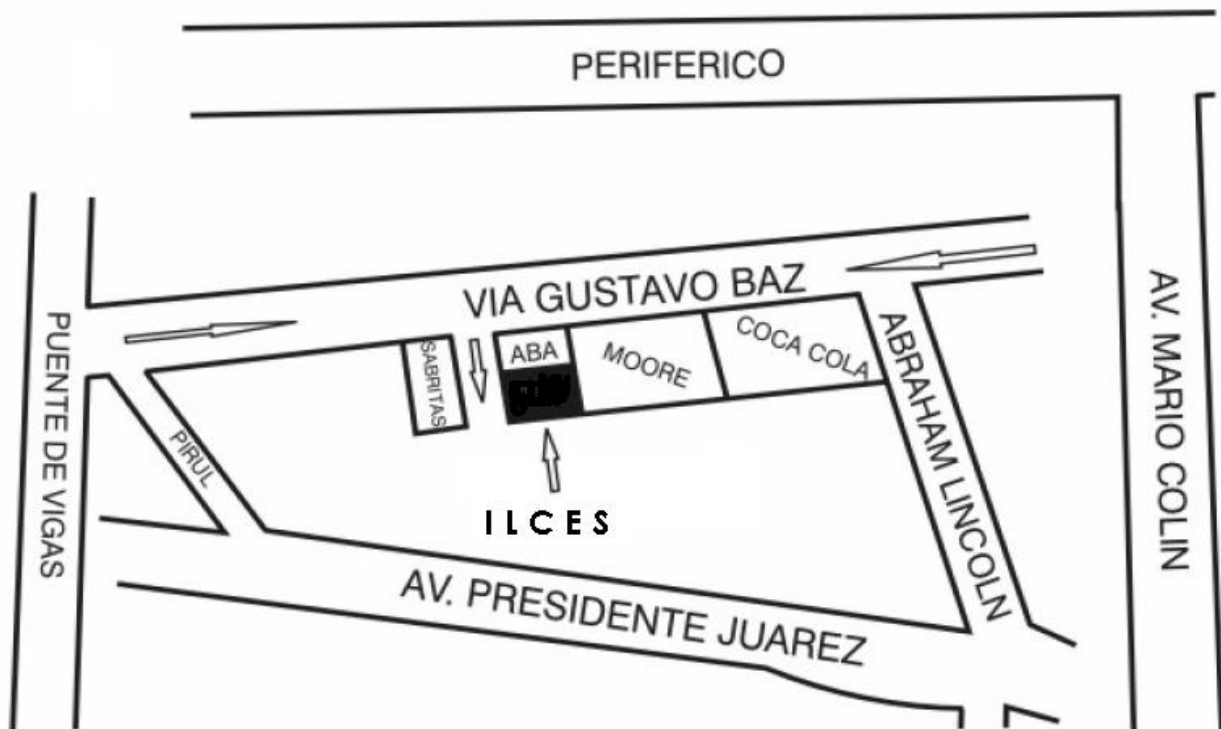 PERIFERICO
VIA GUSTAVO BAZ
SABRITAS
ABA
MOORE
COCA COLA
PUENTE DE VIGAS
PIRUL
ILCES
ABRAHAM LINCOLN
AV. MARIO COLIN
AV. PRESIDENTE JUAREZ